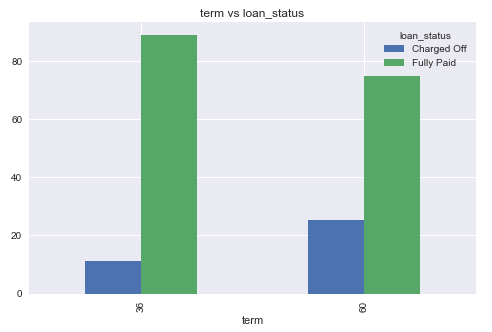 term vs loan_status
loan_status
Charged Off
Fully Paid
80
60
40
20
0
36
60
term